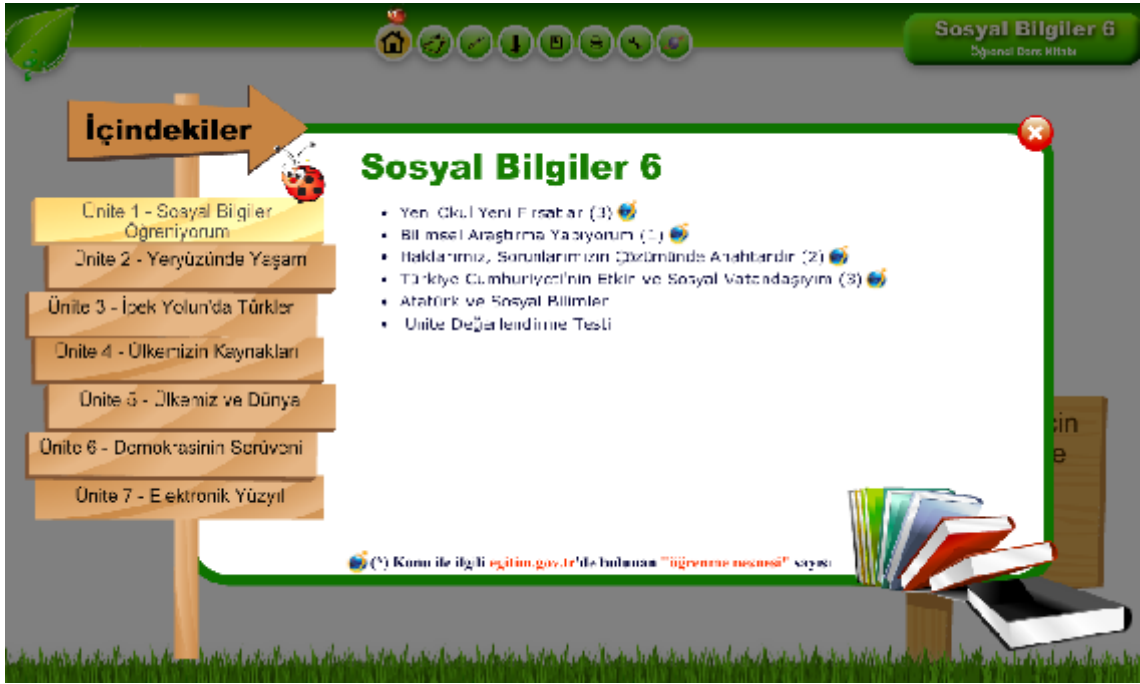 Sosyal Bilgiler 6
Öğrenci Ders Kitabı
İçindekiler
Ünite 1 - Sosyal Bilgiler
Öğreniyorum
Ünite 2 - Yeryüzünde Yaşam
Ünite 3 - İpek Yolun'da Türkler
Ünite 4 - Ülkemizin Kaynakları
Ünite 5 - Ülkemiz ve Dünya
Ünite 6 - Demokrasinin Serüveni
Ünite 7 - Elektronik Yüzyıl
Sosyal Bilgiler 6
• Yeni Okul Yeni Fırsatlar (3)
• Bilimsel Araştırma Yapıyorum (1)
• Haklarımız, Sorunlarımızın Çözümünde Anahtardır (2)
• Türkiye Cumhuriyeti'nin Etkin ve Sosyal Vatandaşıyım (3)
• Atatürk ve Sosyal Bilimler
• Ünite Değerlendirme Testi
(*) Konu ile ilgili egitim.gov.tr'de bulunan "öğrenme nesnesi" sayısı